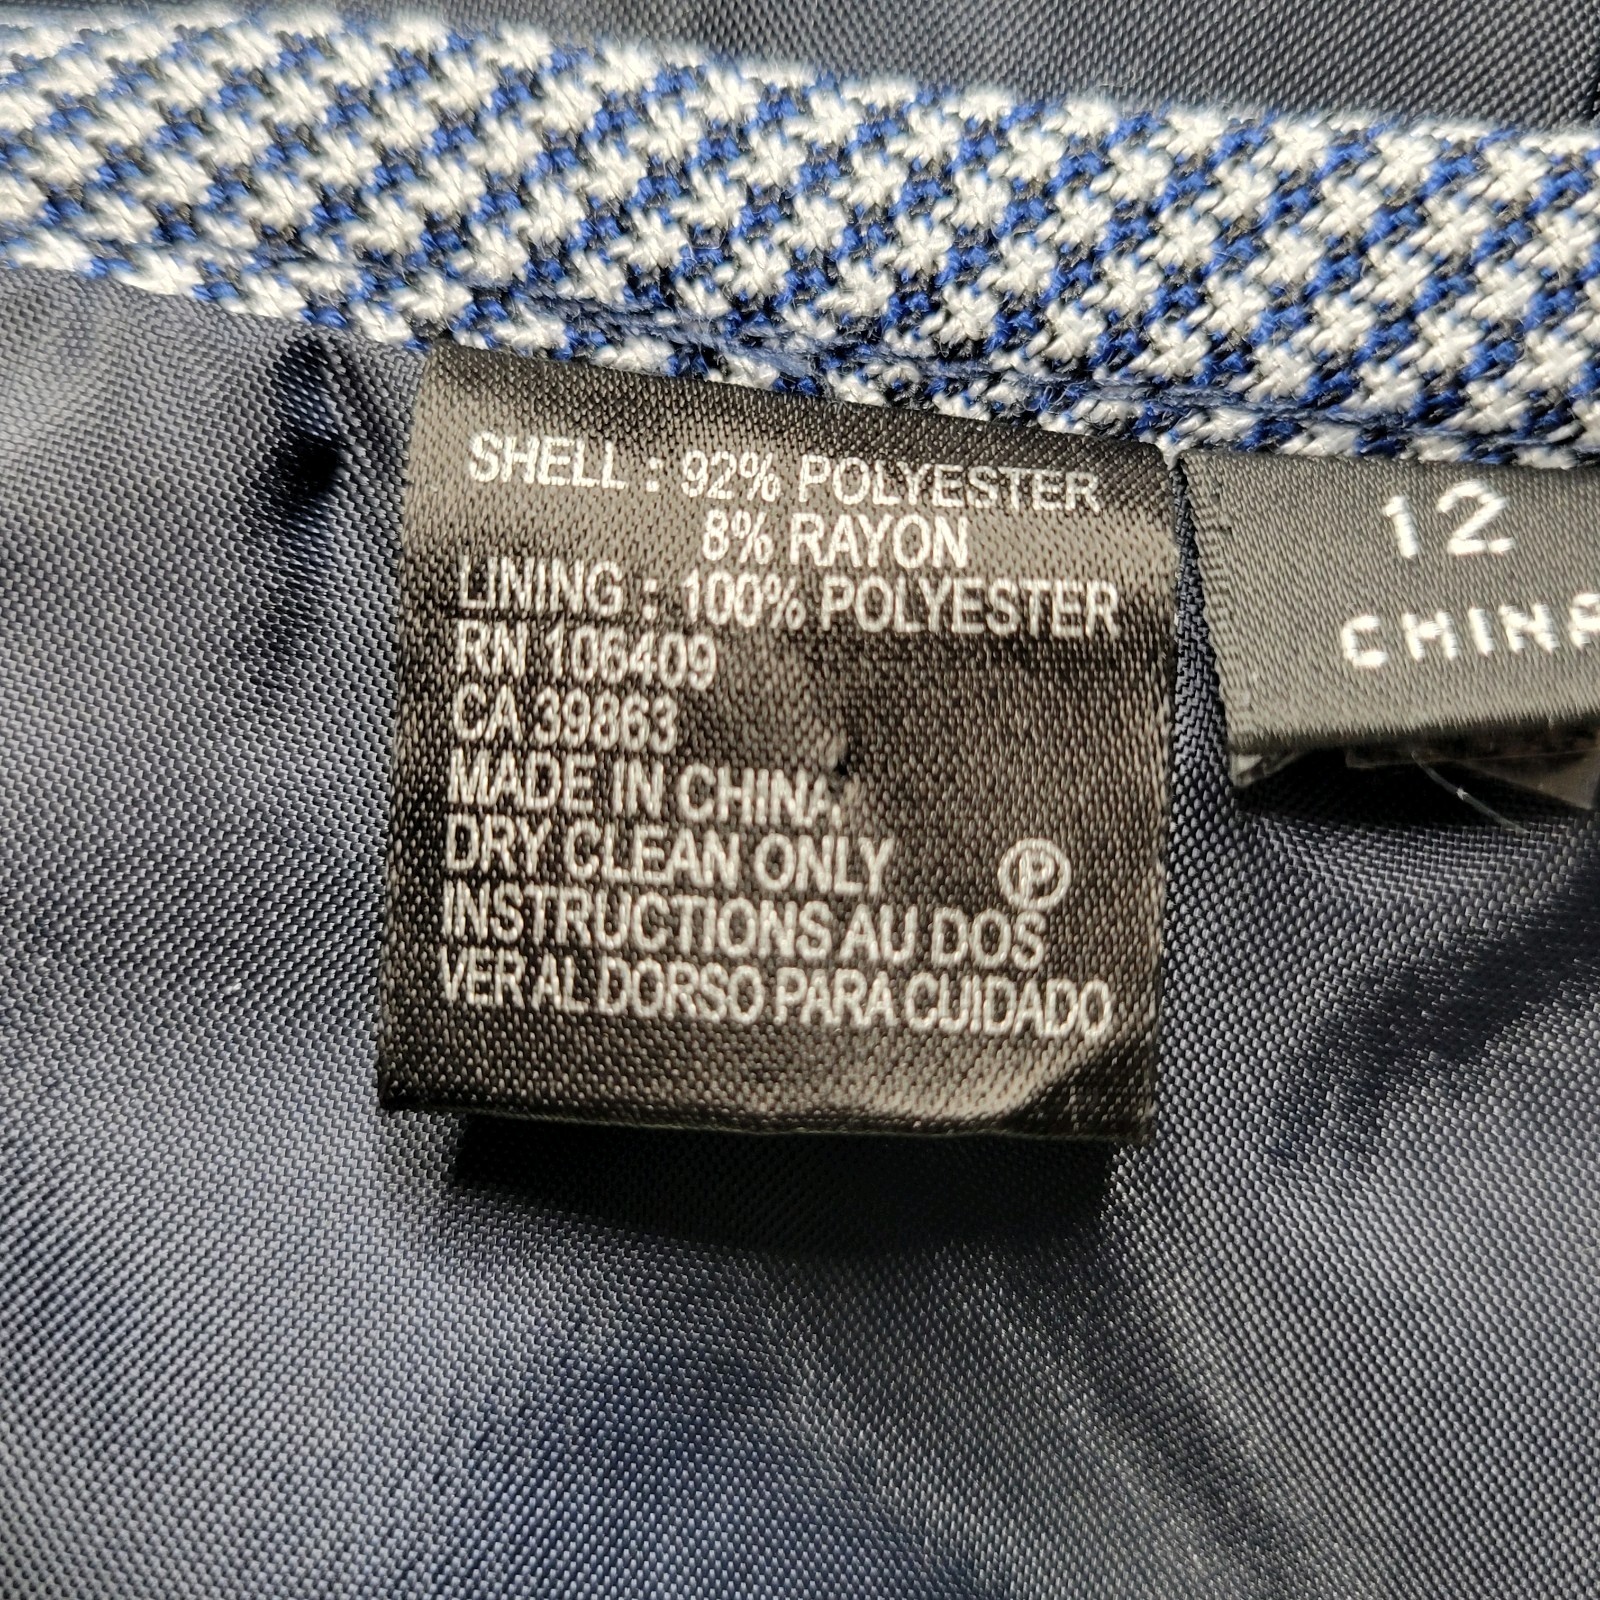 SHELL : 92% POLYESTER
8% RAYON
LINING : 100% POLYESTER
RN 106409
CA 39863
MADE IN CHINA
DRY CLEAN ONLY Ⓟ
INSTRUCTIONS AU DOS
VER AL DORSO PARA CUIDADO
12
CHINA